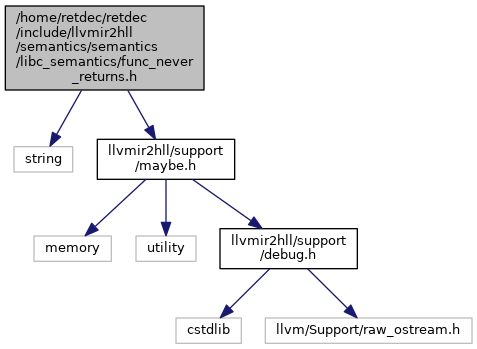 /home/retdec/retdec
/include/llvmir2hll
/semantics/semantics
/libc_semantics/func_never
_returns.h
string
llvmir2hll/support
/maybe.h
memory
utility
llvmir2hll/support
/debug.h
cstdlib
llvm/Support/raw_ostream.h